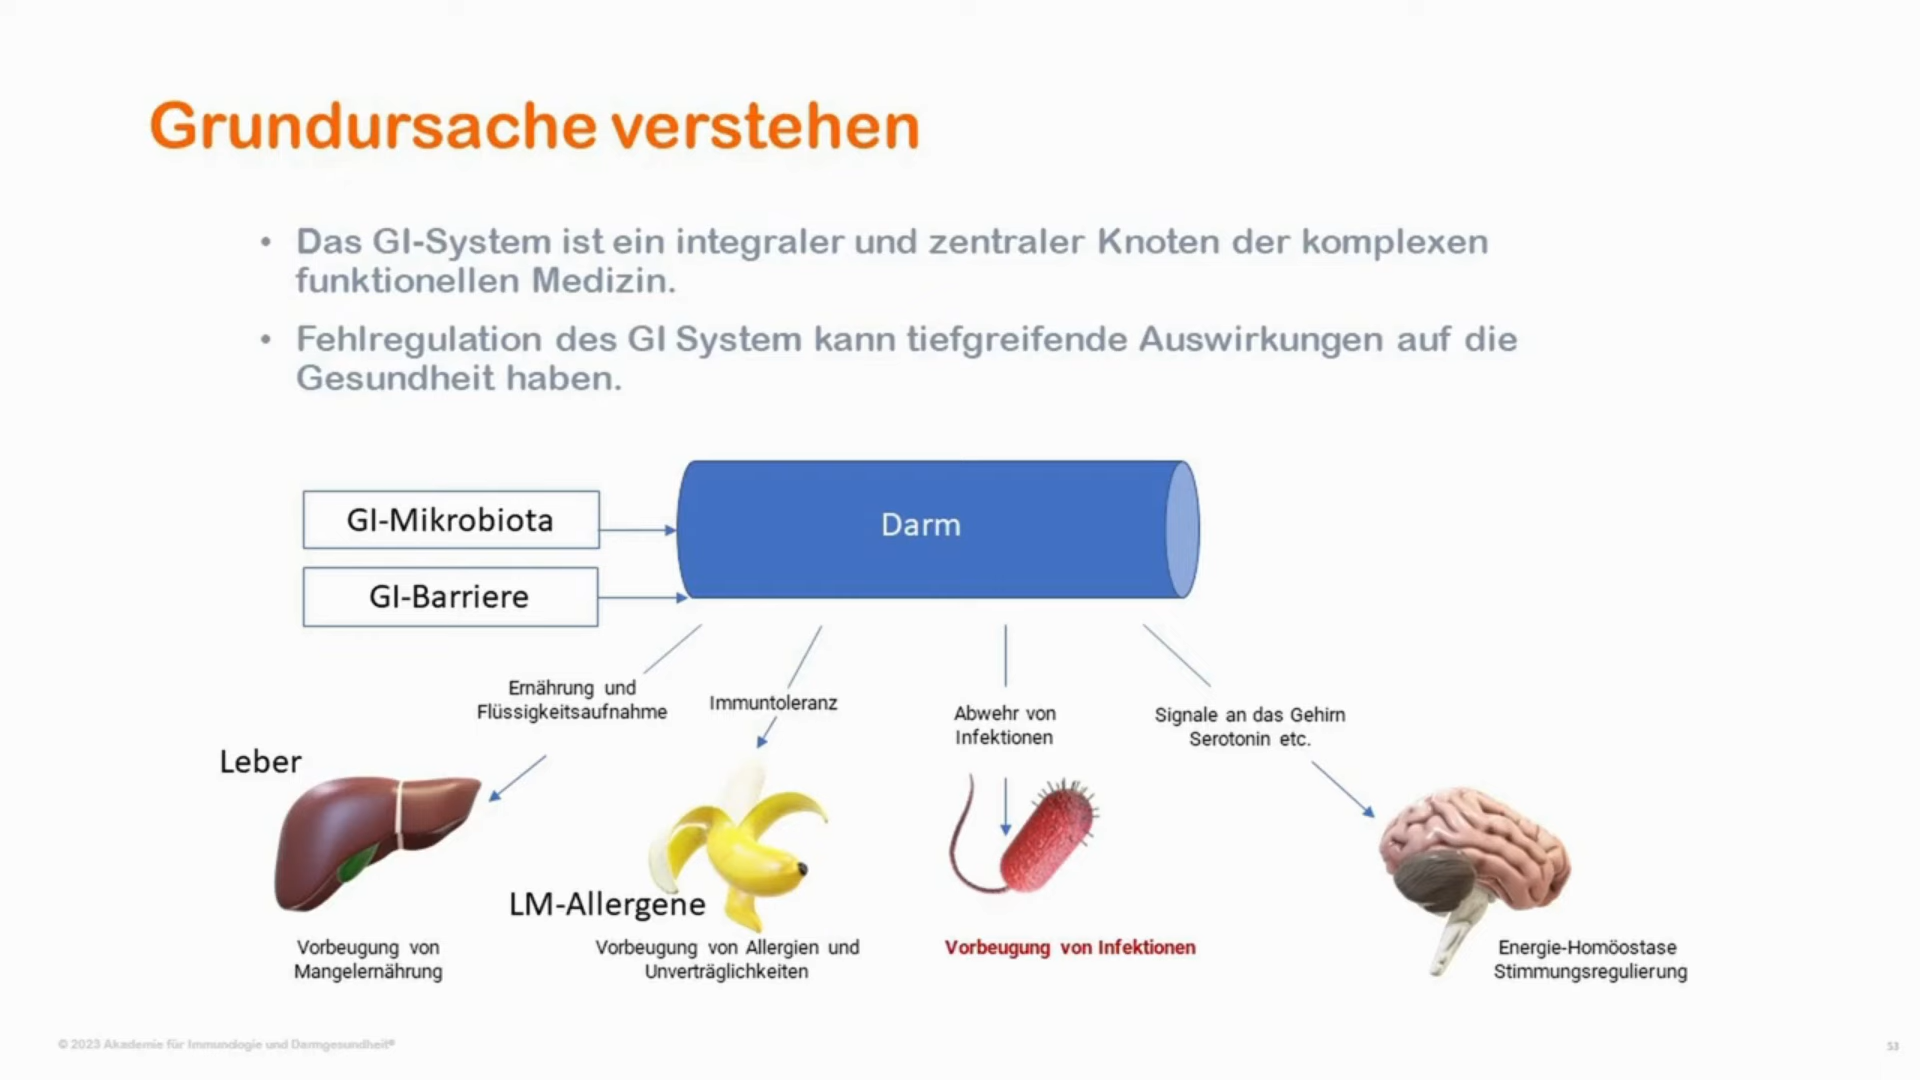 Grundursache verstehen
• Das GI-System ist ein integraler und zentraler Knoten der komplexen
funktionellen Medizin.
• Fehlregulation des GI System kann tiefgreifende Auswirkungen auf die
Gesundheit haben.
GI-Mikrobiota
Darm
GI-Barriere
Ernährung und
Flüssigkeitsaufnahme
Immuntoleranz
Abwehr von
Infektionen
Signale an das Gehirn
Serotonin etc.
Leber
LM-Allergene
Vorbeugung von
Mangelernährung
Vorbeugung von Allergien und
Unverträglichkeiten
Vorbeugung von Infektionen
Energie-Homöostase
Stimmungsregulierung
© 2023 Akademie für Immunologie und Darmgesundheit®
53